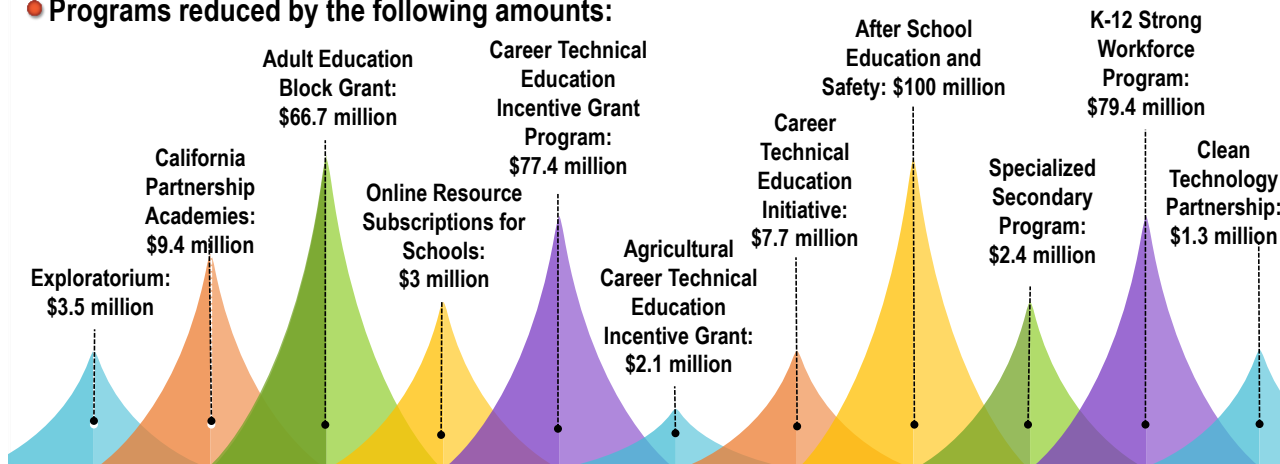 Programs reduced by the following amounts:
Exploratorium:
$3.5 million
California
Partnership
Academies:
$9.4 million
Adult Education
Block Grant:
$66.7 million
Online Resource
Subscriptions for
Schools:
$3 million
Career Technical
Education
Incentive Grant
Program:
$77.4 million
Agricultural
Career Technical
Education
Incentive Grant:
$2.1 million
Career
Technical
Education
Initiative:
$7.7 million
After School
Education and
Safety: $100 million
Specialized
Secondary
Program:
$2.4 million
K-12 Strong
Workforce
Program:
$79.4 million
Clean
Technology
Partnership:
$1.3 million